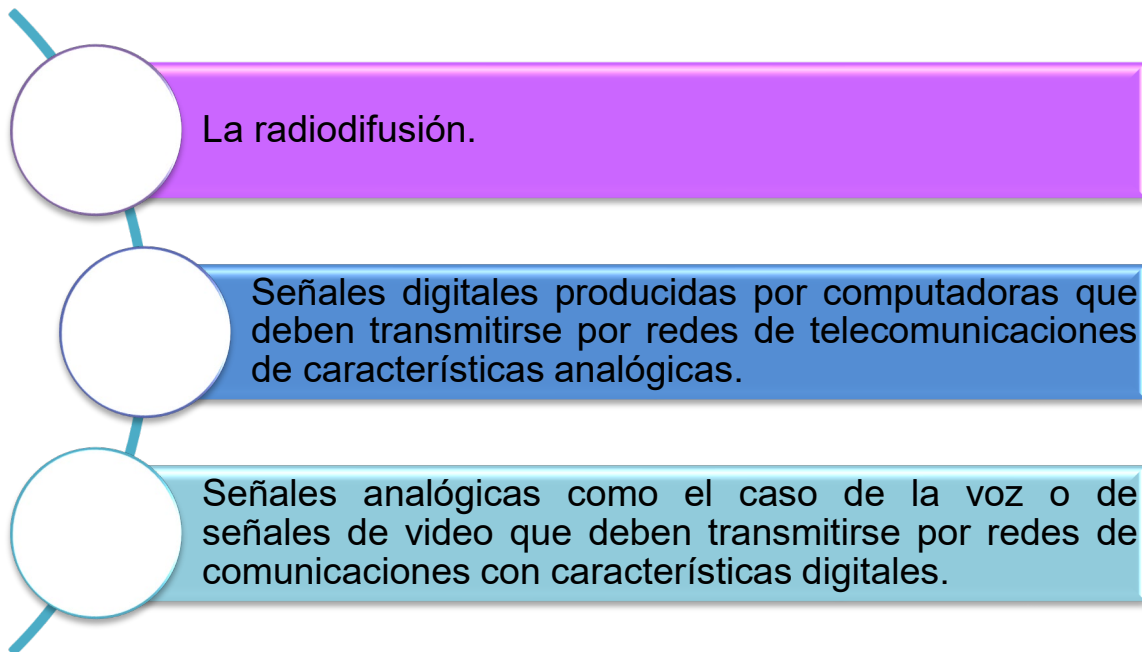 La radiodifusión.
Señales digitales producidas por computadoras que
deben transmitirse por redes de telecomunicaciones
de características analógicas.
Señales analógicas como el caso de la voz o de
señales de video que deben transmitirse por redes de
comunicaciones con características digitales.